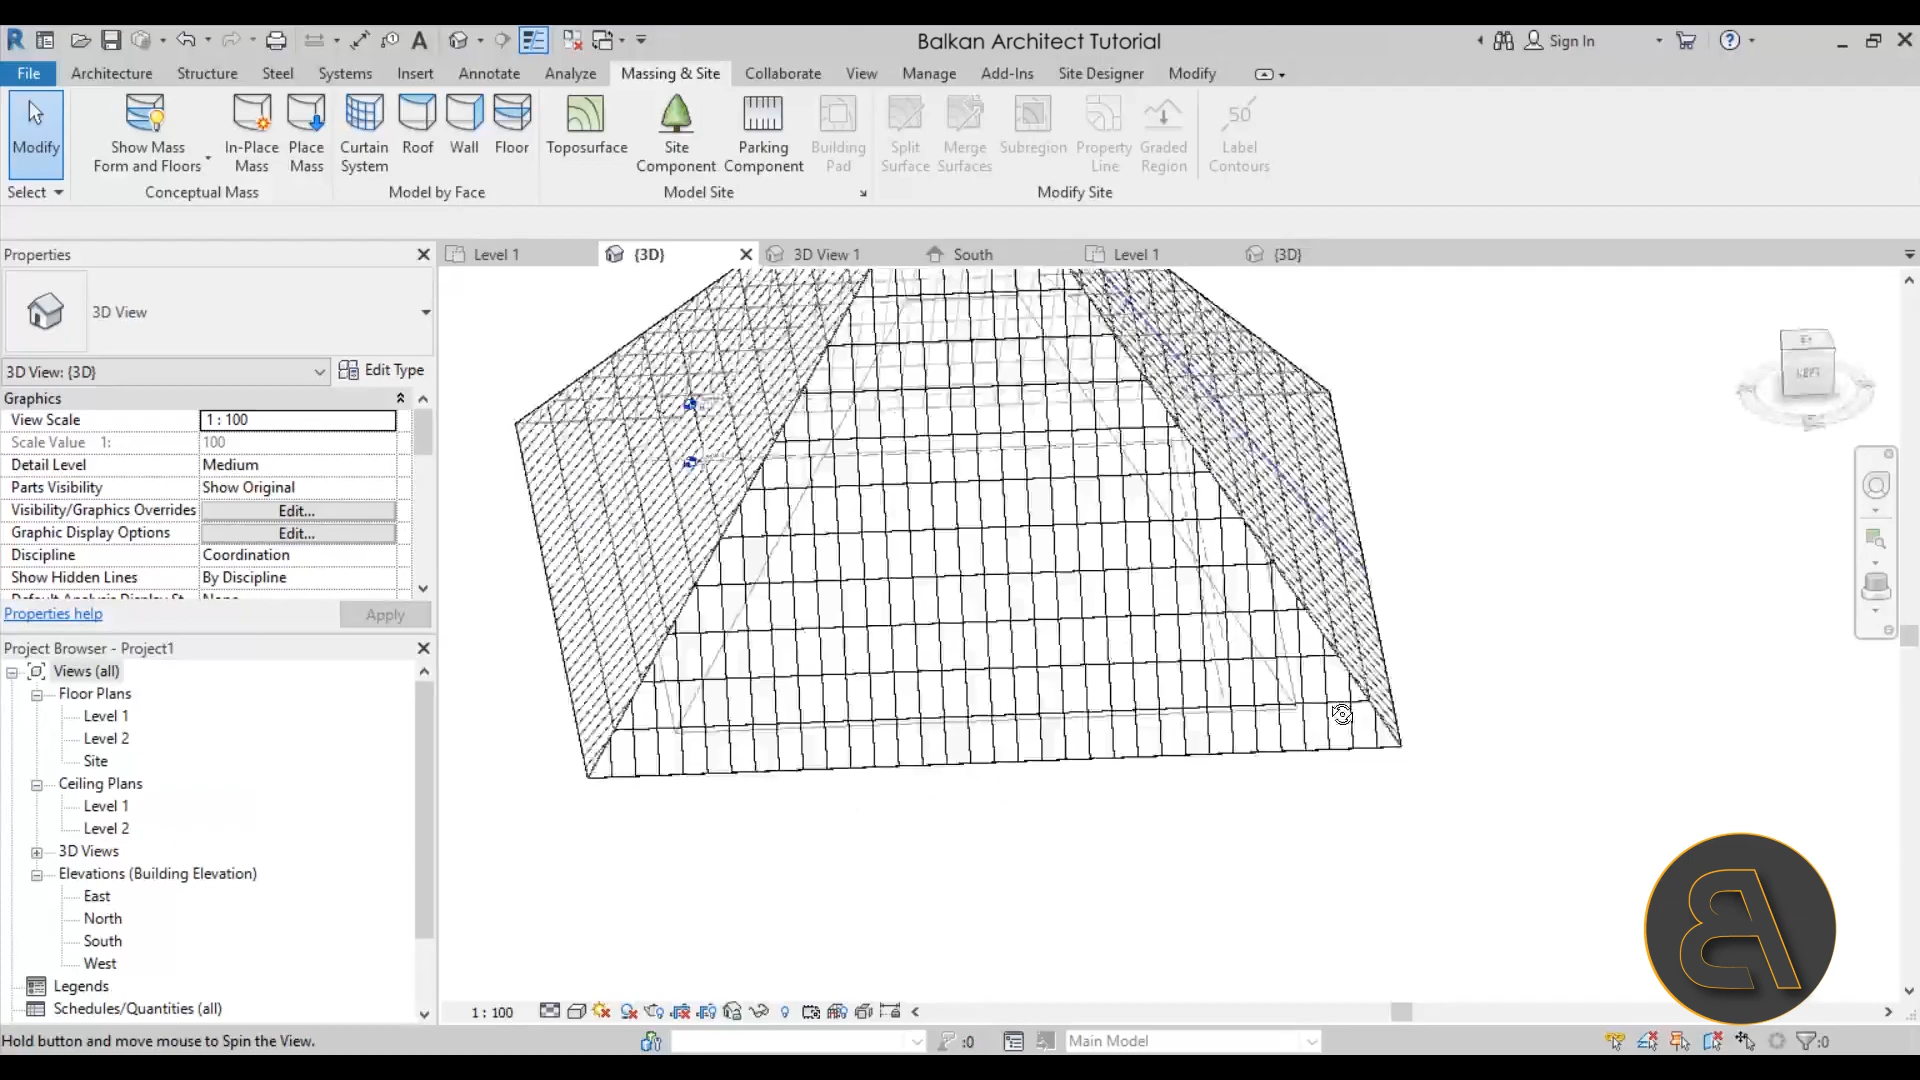 Balkan Architect Tutorial
Sign In
File Architecture Structure Steel Systems Insert Annotate Analyze Massing & Site Collaborate View Manage Add-Ins Site Designer Modify
Modify
Show Mass
Form and Floors
In-Place
Mass
Place
Mass
Curtain
System
Roof
Wall
Floor
Toposurface
Site
Component
Parking
Component
Building
Pad
Split
Surface
Merge
Surfaces
Subregion
Property
Line
Graded
Region
50
Label
Contours
Select
Conceptual Mass
Model by Face
Model Site
Modify Site
Properties
Level 1
{3D}
3D View 1
South
Level 1
{3D}
3D View
3D View: {3D}
Edit Type
Graphics
View Scale 1 : 100
Scale Value 1: 100
Detail Level Medium
Parts Visibility Show Original
Visibility/Graphics Overrides Edit...
Graphic Display Options Edit...
Discipline Coordination
Show Hidden Lines By Discipline
Properties help
Apply
LEFT
Project Browser - Project1
Views (all)
Floor Plans
Level 1
Level 2
Site
Ceiling Plans
Level 1
Level 2
3D Views
Elevations (Building Elevation)
East
North
South
West
Legends
Schedules/Quantities (all)
1 : 100
Hold button and move mouse to Spin the View.
:0
Main Model
:0